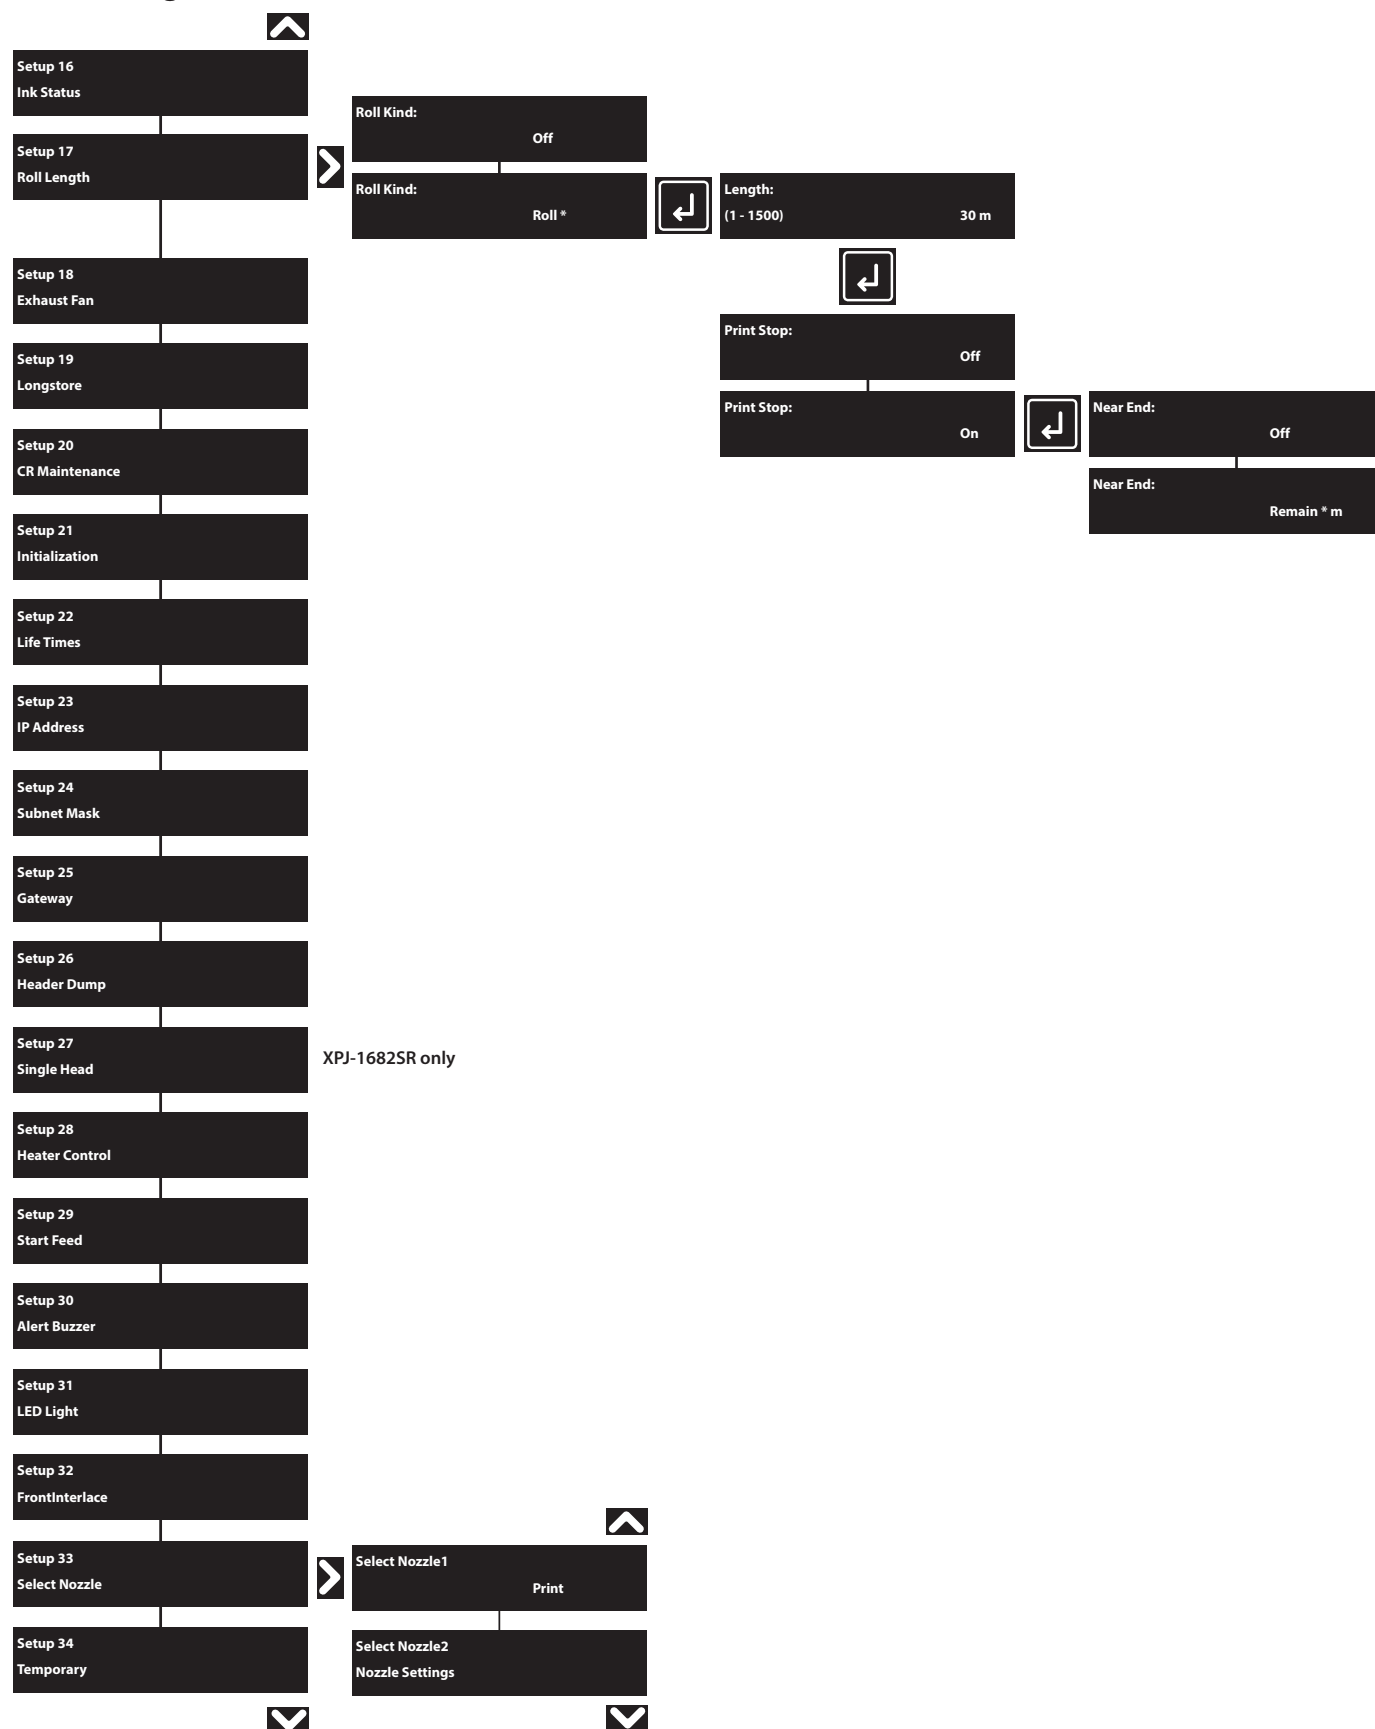 Setup 16
Ink Status
Setup 17
Roll Length
Roll Kind:
Off
Roll Kind:
Roll *
Length:
(1 - 1500) 30 m
Print Stop:
Off
Print Stop:
On
Near End:
Off
Near End:
Remain * m
Setup 18
Exhaust Fan
Setup 19
Longstore
Setup 20
CR Maintenance
Setup 21
Initialization
Setup 22
Life Times
Setup 23
IP Address
Setup 24
Subnet Mask
Setup 25
Gateway
Setup 26
Header Dump
Setup 27
Single Head
XPJ-1682SR only
Setup 28
Heater Control
Setup 29
Start Feed
Setup 30
Alert Buzzer
Setup 31
LED Light
Setup 32
FrontInterlace
Setup 33
Select Nozzle
Select Nozzle1
Print
Select Nozzle2
Nozzle Settings
Setup 34
Temporary